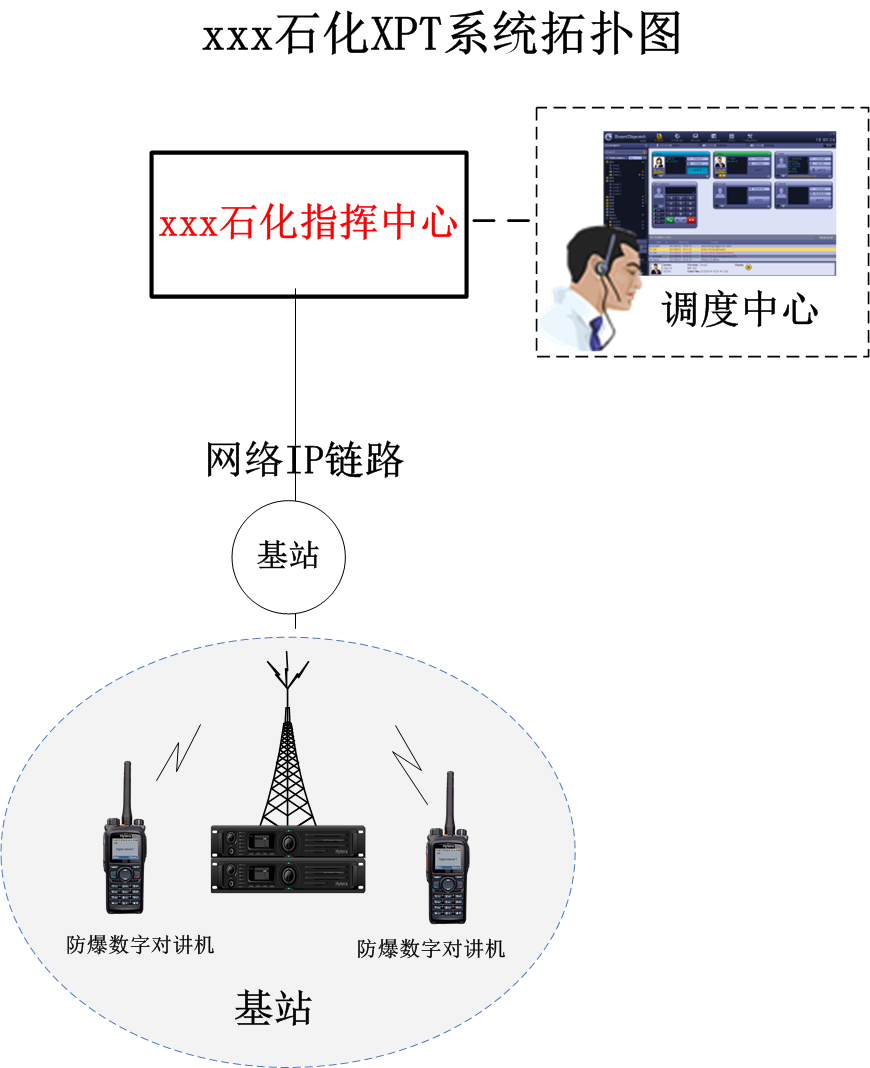 xxx石化XPT系统拓扑图
xxx石化指挥中心
调度中心
网络IP链路
基站
防爆数字对讲机
防爆数字对讲机
基站